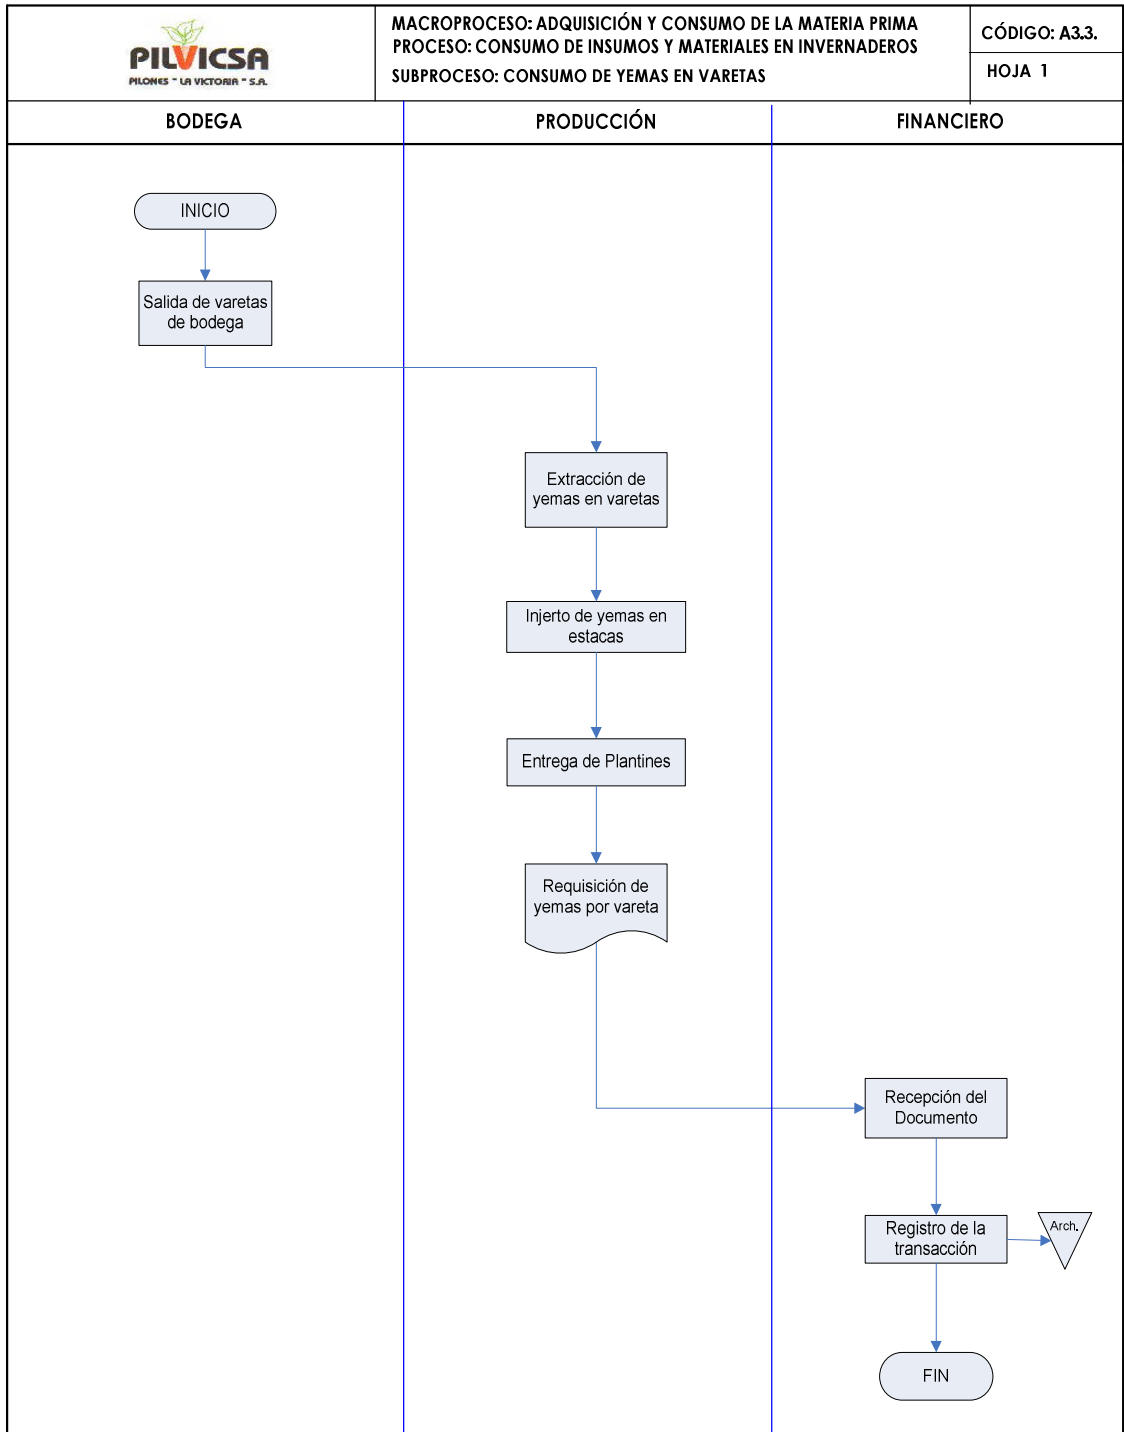 PILVICSA
PILONES " LA VICTORIA " S.A.
MACROPROCESO: ADQUISICIÓN Y CONSUMO DE LA MATERIA PRIMA
PROCESO: CONSUMO DE INSUMOS Y MATERIALES EN INVERNADEROS
SUBPROCESO: CONSUMO DE YEMAS EN VARETAS
CÓDIGO: A3.3.
HOJA 1
BODEGA
PRODUCCIÓN
FINANCIERO
INICIO
Salida de varetas
de bodega
Extracción de
yemas en varetas
Injerto de yemas en
estacas
Entrega de Plantines
Requisición de
yemas por vareta
Recepción del
Documento
Registro de la
transacción
Arch.
FIN